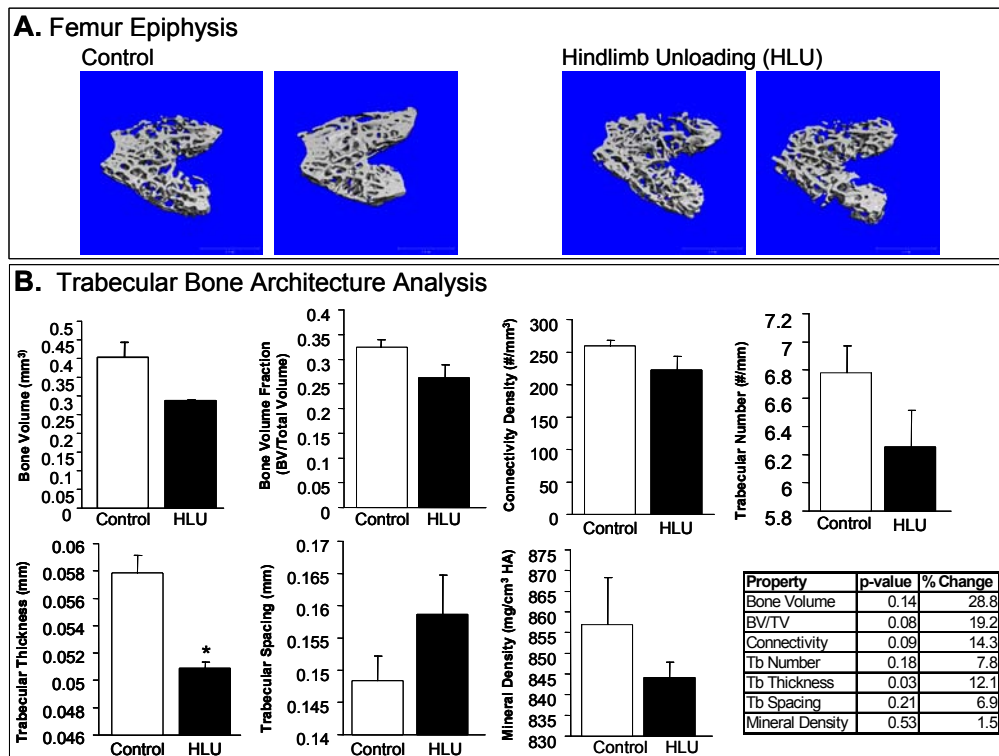 A. Femur Epiphysis
Control
Hindlimb Unloading (HLU)
B. Trabecular Bone Architecture Analysis
Bone Volume (mm³)
0.5
0.45
0.4
0.35
0.3
0.25
0.2
0.15
0.1
0.05
0
Control HLU
Bone Volume Fraction
(BV/Total Volume)
0.4
0.35
0.3
0.25
0.2
0.15
0.1
0.05
0
Control HLU
Connectivity Density (#/mm³)
300
250
200
150
100
50
0
Control HLU
Trabecular Number (#/mm)
7.2
7
6.8
6.6
6.4
6.2
6
5.8
Control HLU
Trabecular Thickness (mm)
0.06
0.058
0.056
0.052
0.051
0.05
0.048
0.046
*
Control HLU
Trabecular Spacing (mm)
0.17
0.165
0.16
0.155
0.15
0.145
0.14
Control HLU
Mineral Density (mg/cm³ HA)
875
870
865
860
855
850
845
840
835
830
Control HLU
Property p-value % Change
Bone Volume 0.14 28.8
BV/TV 0.08 19.2
Connectivity 0.09 14.3
Tb Number 0.18 7.8
Tb Thickness 0.03 12.1
Tb Spacing 0.21 6.9
Mineral Density 0.53 1.5